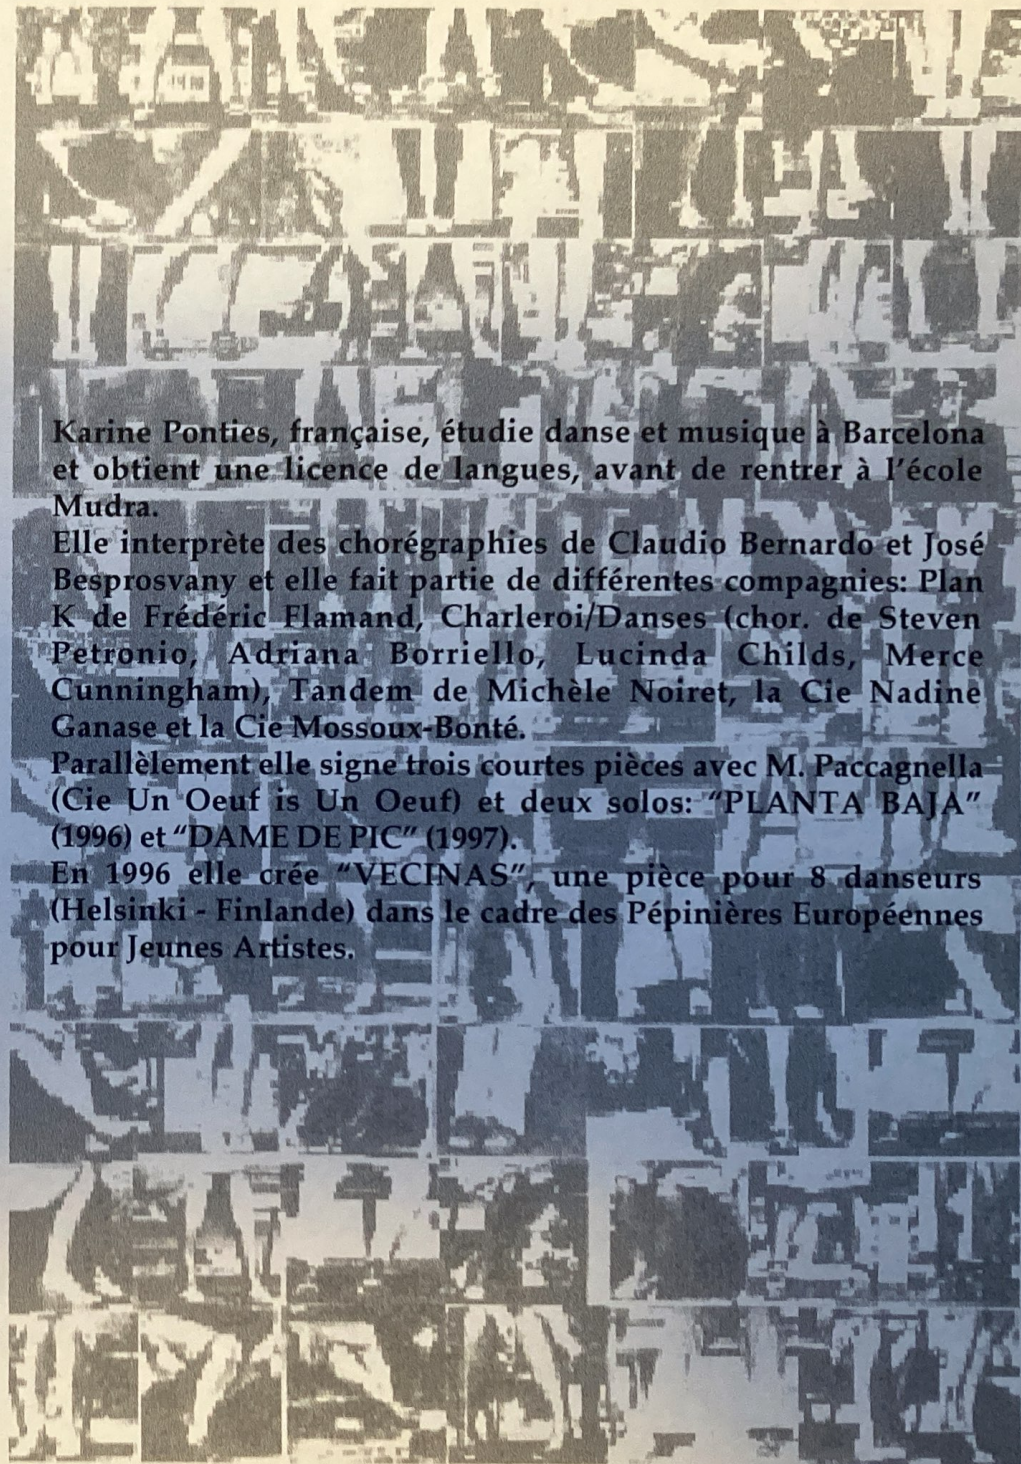 Karine Ponties, française, étudie danse et musique à Barcelona
et obtient une licence de langues, avant de rentrer à l'école
Mudra.
Elle interprète des chorégraphies de Claudio Bernardo et José
Besprosvany et elle fait partie de différentes compagnies: Plan
K de Frédéric Flamand, Charleroi/Danses (chor. de Steven
Petronio, Adriana Borriello, Lucinda Childs, Merce
Cunningham), Tandem de Michèle Noiret, la Cie Nadine
Ganase et la Cie Mossoux-Bonté.
Parallèlement elle signe trois courtes pièces avec M. Paccagnella
(Cie Un Oeuf is Un Oeuf) et deux solos: "PLANTA BAJA"
(1996) et "DAME DE PIC" (1997).
En 1996 elle crée "VECINAS", une pièce pour 8 danseurs
(Helsinki - Finlande) dans le cadre des Pépinières Européennes
pour Jeunes Artistes.